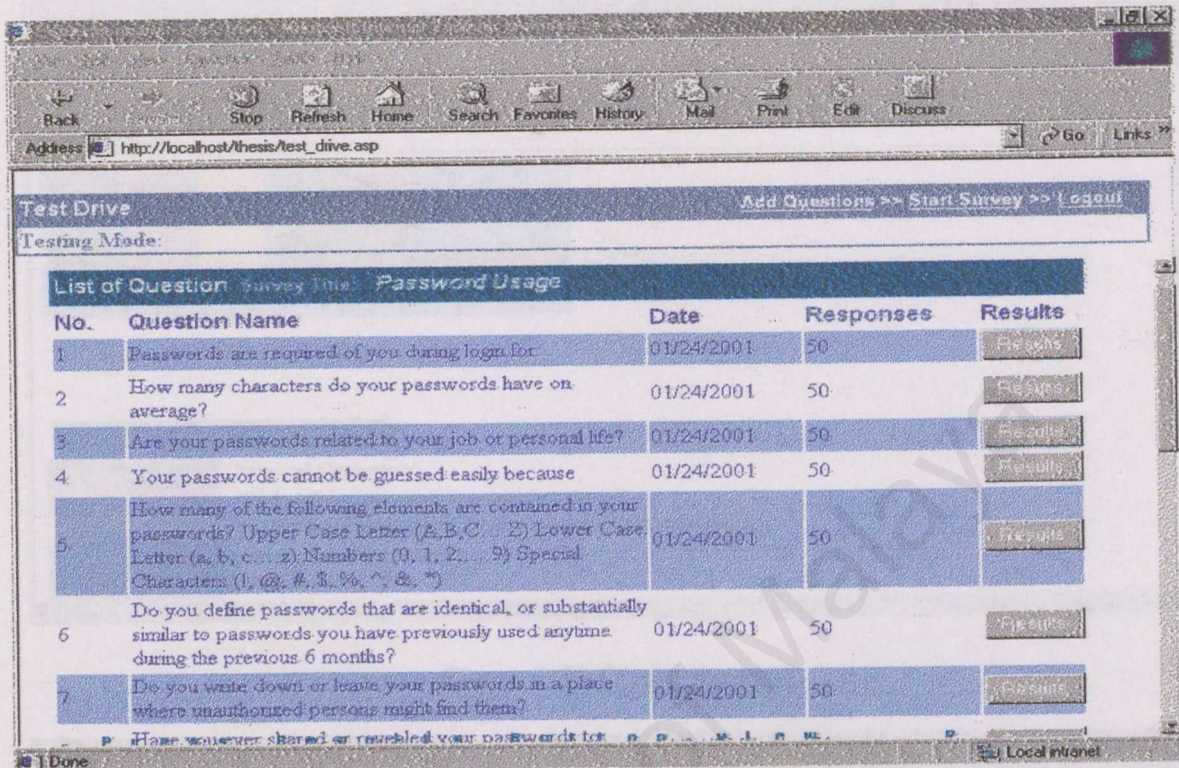 Back Stop Refresh Home Search Favorites History Mail Print Edit Discuss
Address http://localhost/thesis/test_drive.asp Go Links »
Test Drive Add Questions >> Start Survey >> Logout
Testing Mode:
List of Question Survey Title: Password Usage
No. Question Name Date Responses Results
1 Passwords are required of you during login for: 01/24/2001 50 Results
2 How many characters do your passwords have on
average? 01/24/2001 50 Results
3 Are your passwords related to your job or personal life? 01/24/2001 50 Results
4 Your passwords cannot be guessed easily because 01/24/2001 50 Results
5. How many of the following elements are contained in your
passwords? Upper Case Letter (A,B,C....Z) Lower Case
Letter (a, b, c.... z) Numbers (0, 1, 2.... 9) Special
Characters (!, @, #, $, %, ^, &, *) 01/24/2001 50 Results
6 Do you define passwords that are identical, or substantially
similar to passwords you have previously used anytime
during the previous 6 months? 01/24/2001 50 Results
7 Do you write down or leave your passwords in a place
where unauthorized persons might find them? 01/24/2001 50 Results
Have you ever shared or revealed your passwords to
Done Local intranet